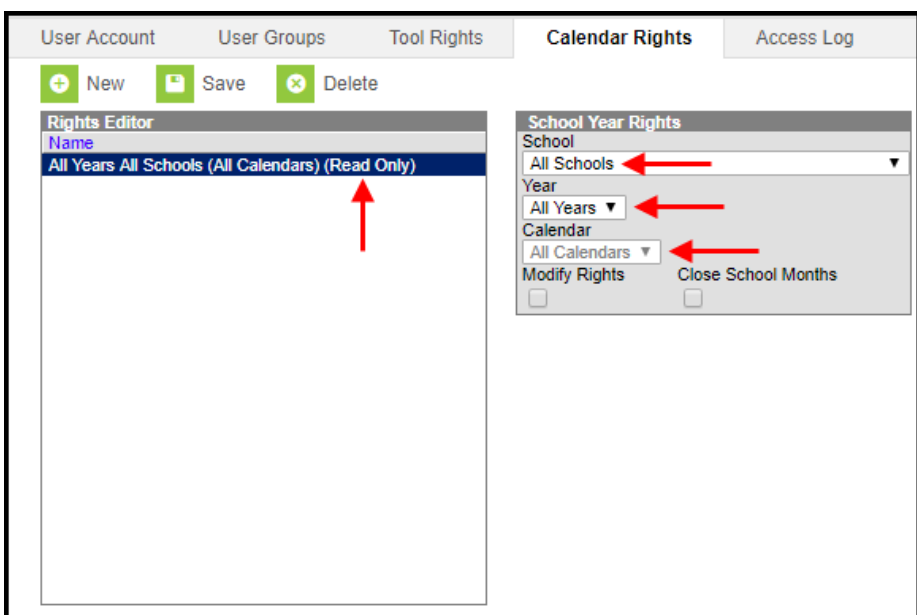 User Account User Groups Tool Rights Calendar Rights Access Log
New Save Delete
Rights Editor
Name
All Years All Schools (All Calendars) (Read Only)
School Year Rights
School
All Schools
Year
All Years
Calendar
All Calendars
Modify Rights Close School Months